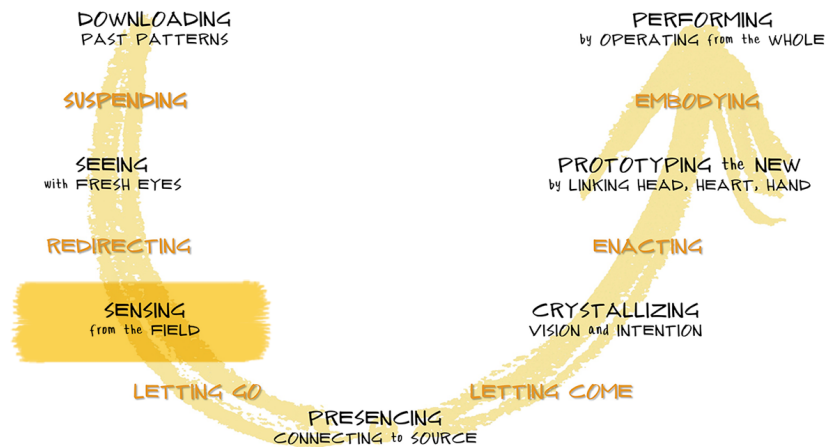 DOWNLOADING
PAST PATTERNS
SUSPENDING
SEEING
with FRESH EYES
REDIRECTING
SENSING
from the FIELD
LETTING GO
PRESENCING
CONNECTING to SOURCE
LETTING COME
CRYSTALLIZING
VISION and INTENTION
ENACTING
PROTOTYPING the NEW
by LINKING HEAD, HEART, HAND
EMBODYING
PERFORMING
by OPERATING from the WHOLE